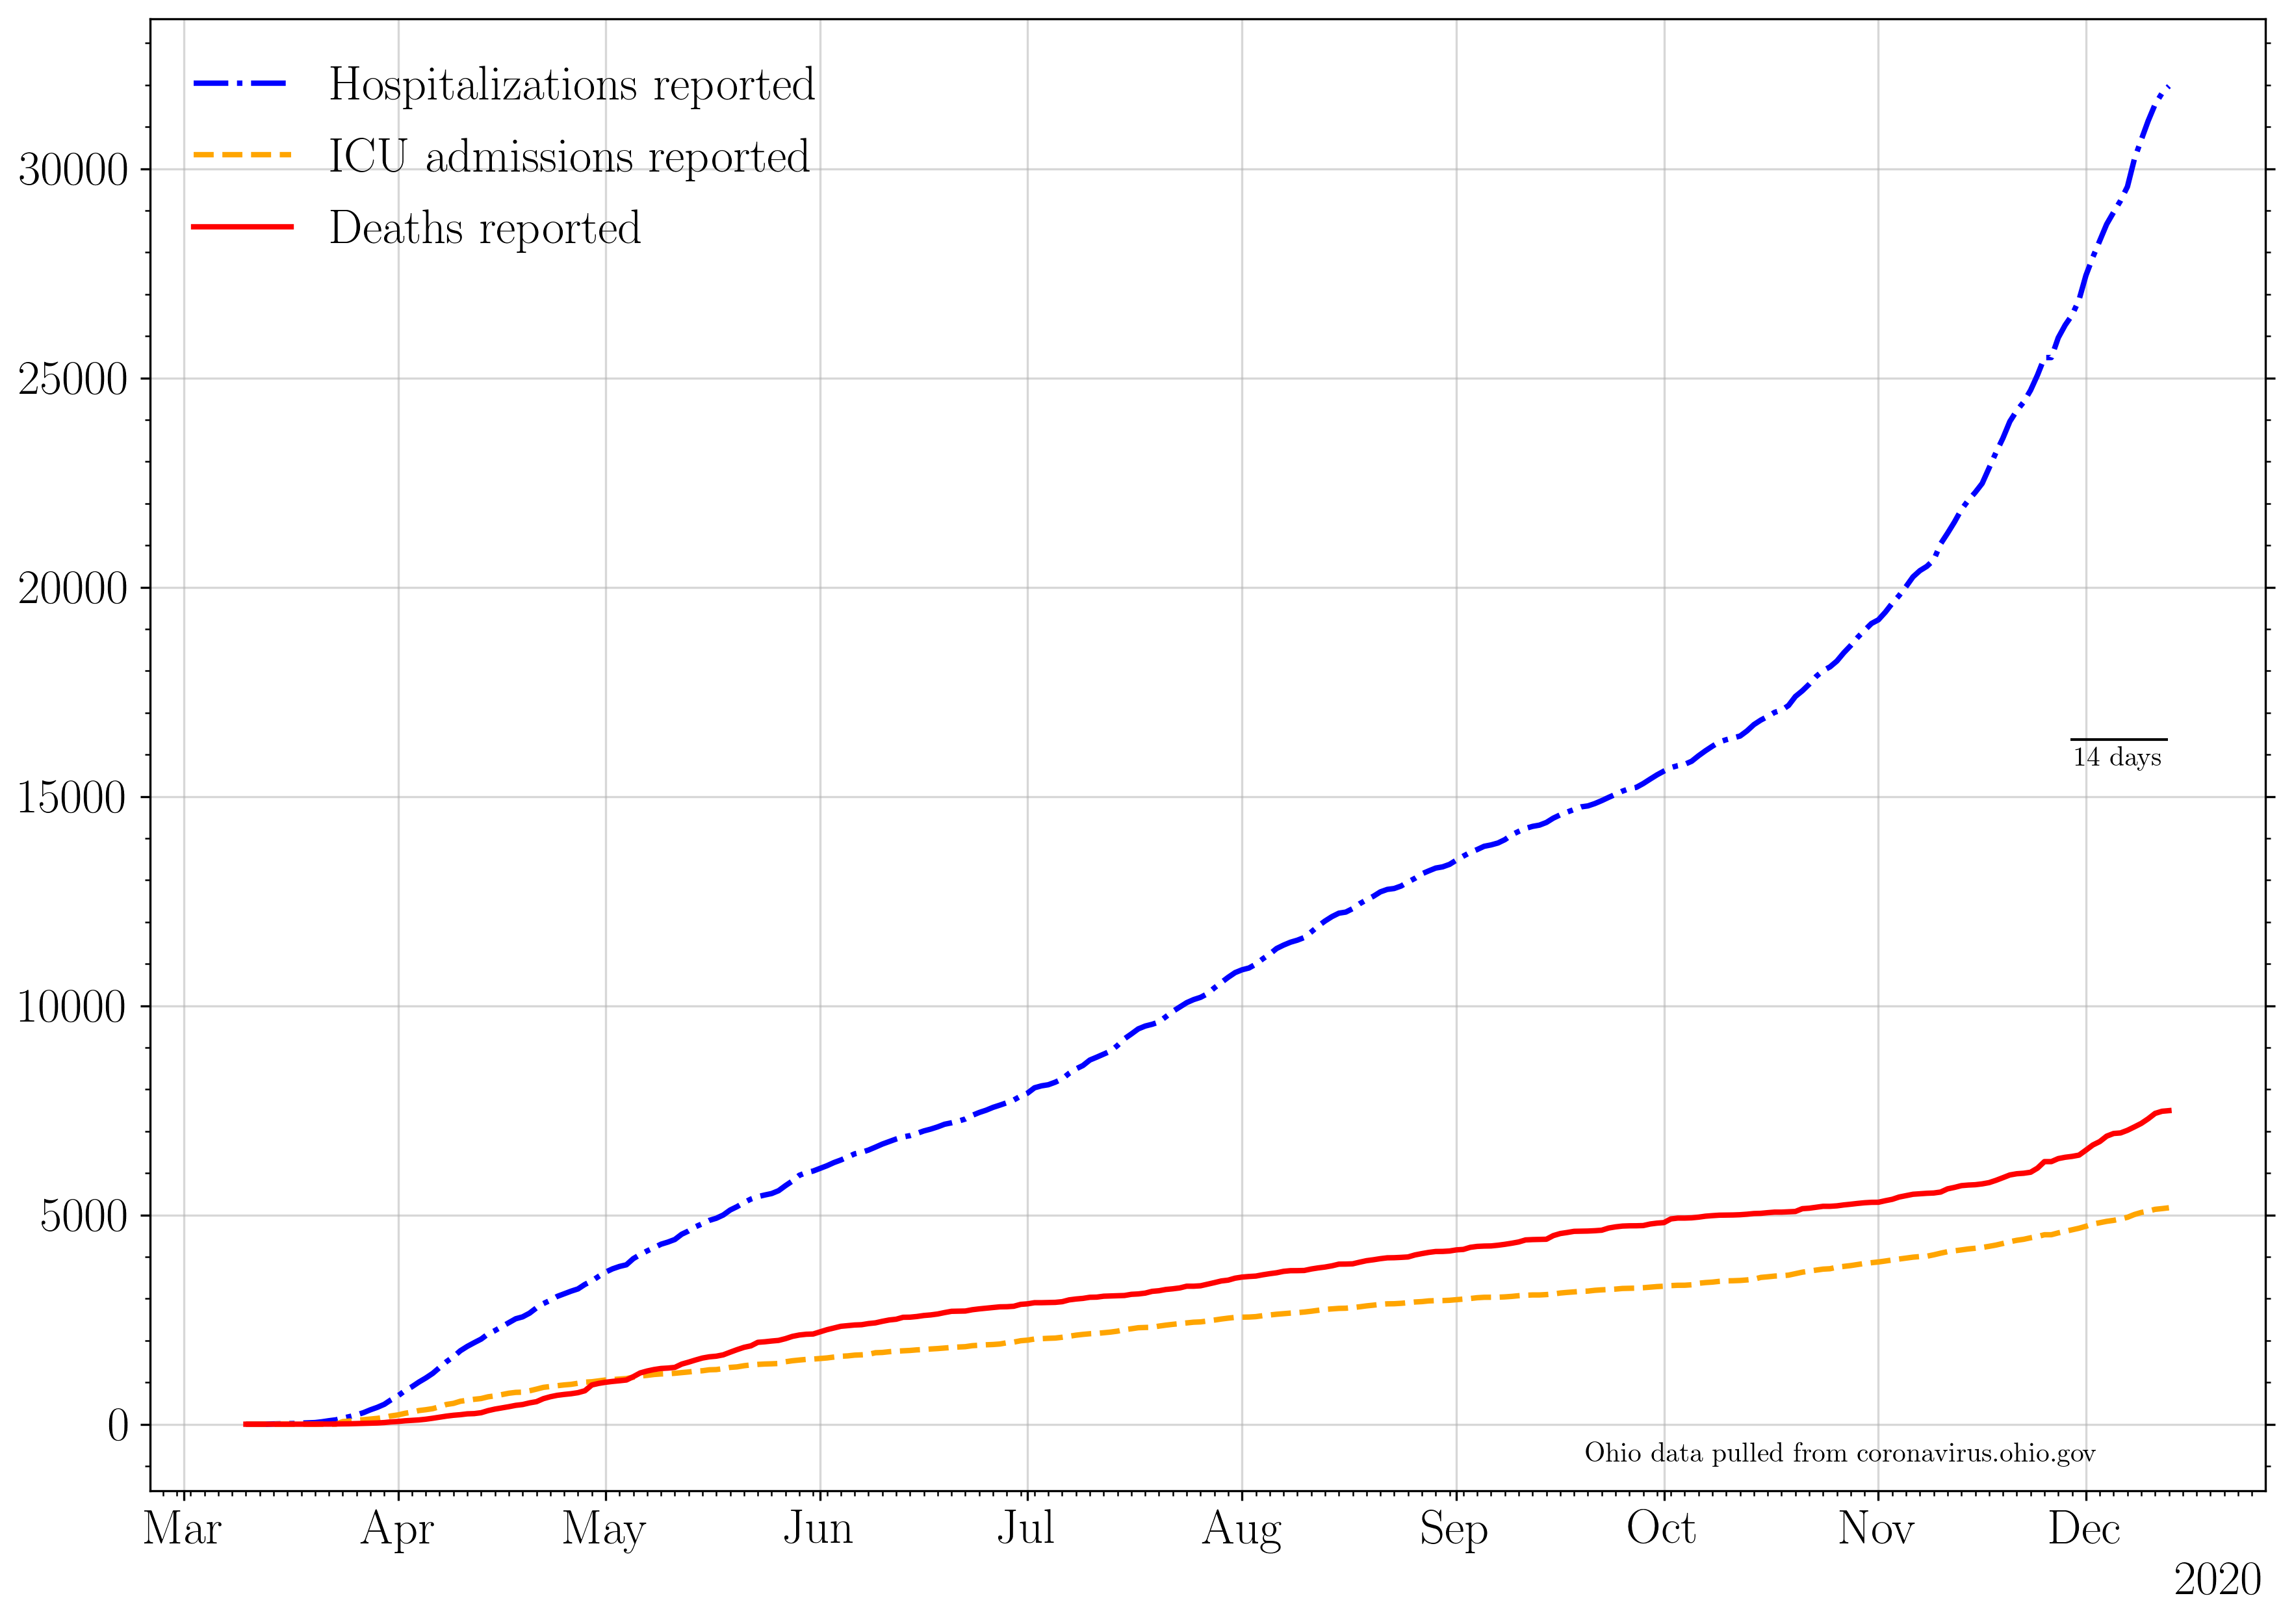 Hospitalizations reported
ICU admissions reported
Deaths reported
30000
25000
20000
15000
10000
5000
0
14 days
Ohio data pulled from coronavirus.ohio.gov
Mar Apr May Jun Jul Aug Sep Oct Nov Dec
2020